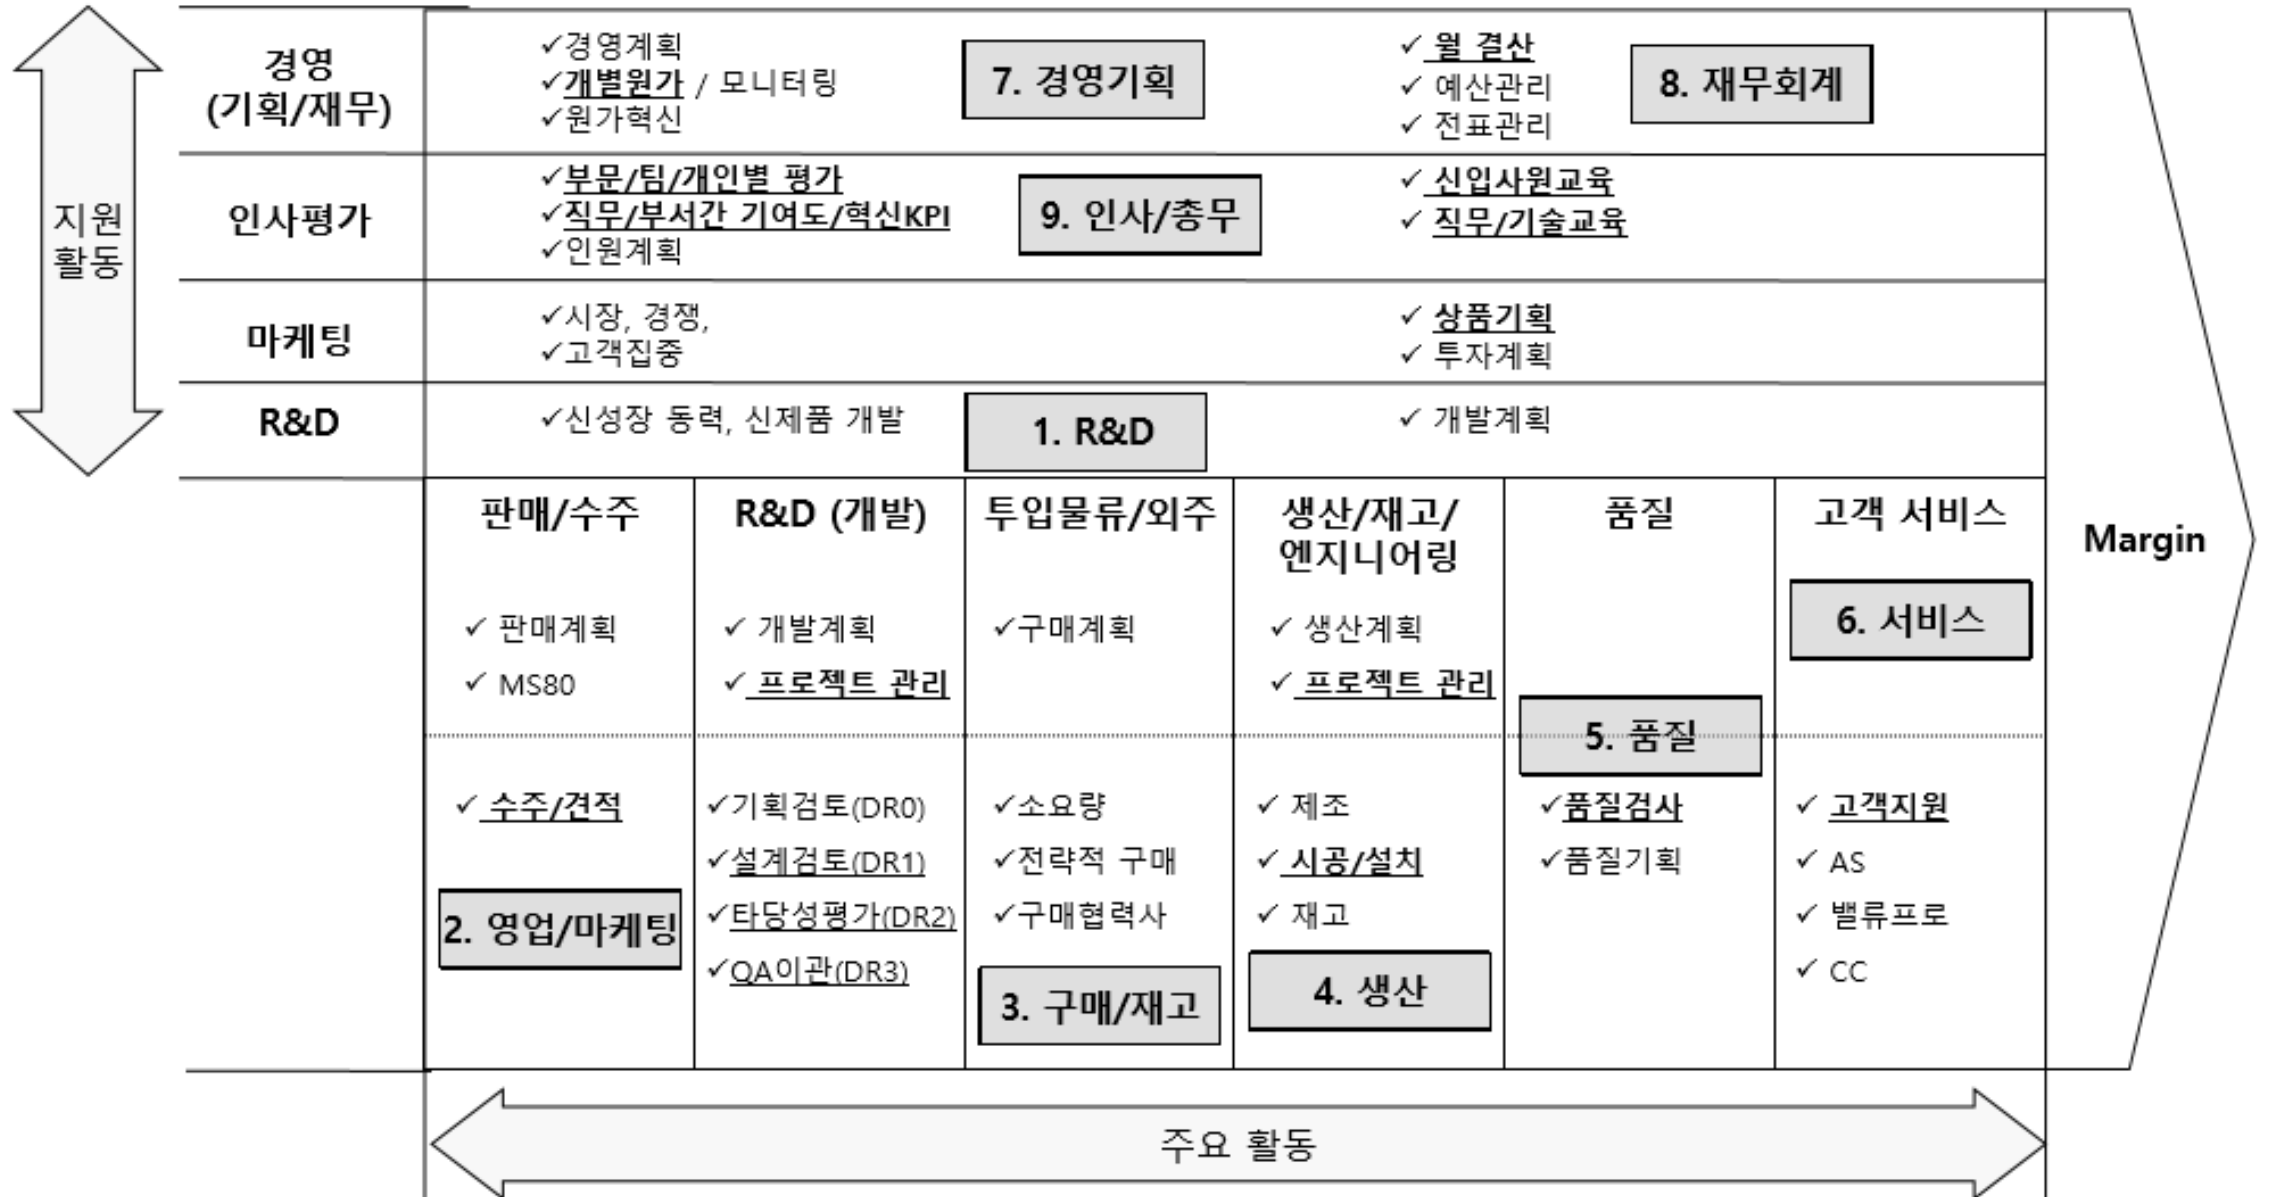 지원
활동
경영
(기획/재무)
✓경영계획
✓개별원가 / 모니터링
✓원가혁신
7. 경영기획
✓ 월 결산
✓ 예산관리
✓ 전표관리
8. 재무회계
인사평가
✓부문/팀/개인별 평가
✓직무/부서간 기여도/혁신KPI
✓인원계획
9. 인사/총무
✓ 신입사원교육
✓ 직무/기술교육
마케팅
✓시장, 경쟁,
✓고객집중
✓ 상품기획
✓ 투자계획
R&D
✓신성장 동력, 신제품 개발
1. R&D
✓ 개발계획
판매/수주
✓ 판매계획
✓ MS80
✓ 수주/견적
2. 영업/마케팅
R&D (개발)
✓ 개발계획
✓ 프로젝트 관리
✓기획검토(DR0)
✓설계검토(DR1)
✓타당성평가(DR2)
✓QA이관(DR3)
투입물류/외주
✓구매계획
✓소요량
✓전략적 구매
✓구매협력사
3. 구매/재고
생산/재고/
엔지니어링
✓ 생산계획
✓ 프로젝트 관리
✓ 제조
✓ 시공/설치
✓ 재고
4. 생산
품질
5. 품질
✓품질검사
✓품질기획
고객 서비스
6. 서비스
✓ 고객지원
✓ AS
✓ 밸류프로
✓ CC
Margin
주요 활동